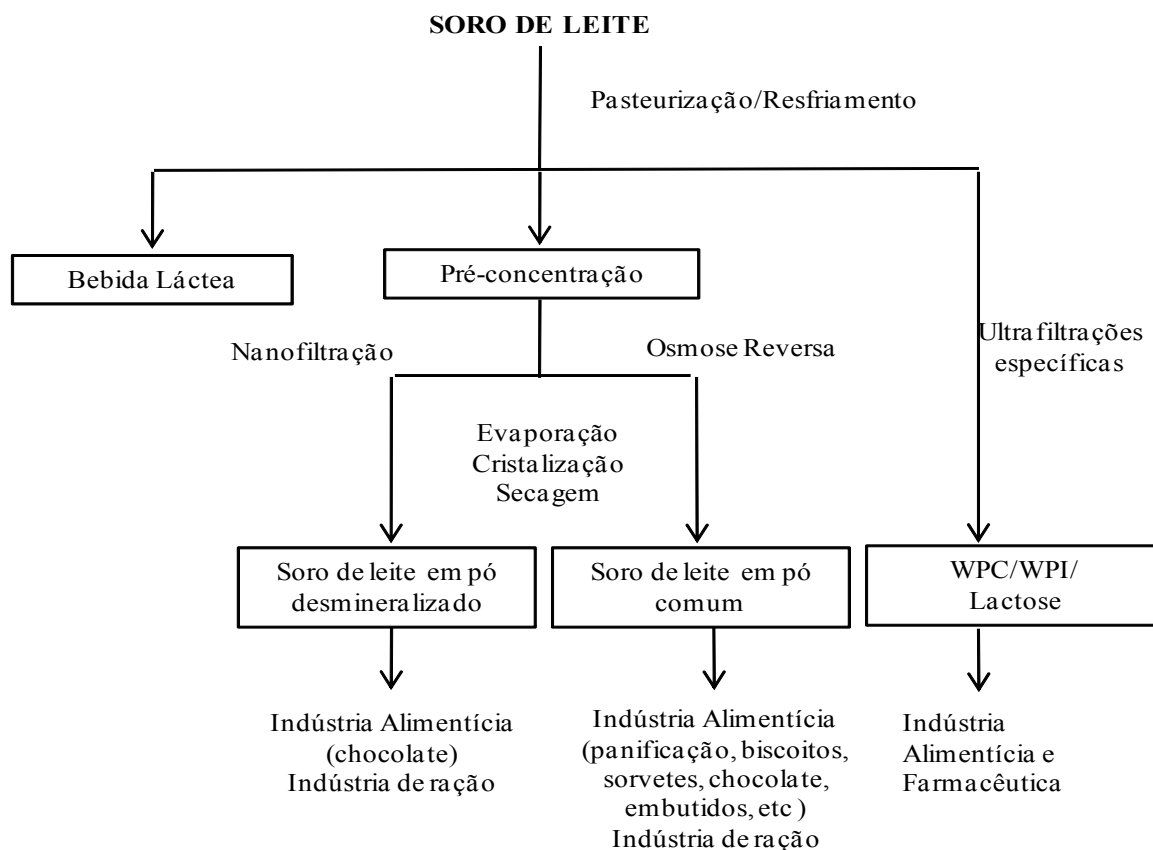 SORO DE LEITE
Pasteurização/Resfriamento
Bebida Láctea
Pré-concentração
Nanofiltração
Osmose Reversa
Ultrafiltrações
específicas
Evaporação
Cristalização
Secagem
Soro de leite em pó
desmineralizado
Soro de leite em pó
comum
WPC/WPI/
Lactose
Indústria Alimentícia
(chocolate)
Indústria de ração
Indústria Alimentícia
(panificação, biscoitos,
sorvetes, chocolate,
embutidos, etc )
Indústria de ração
Indústria
Alimentícia e
Farmacêutica